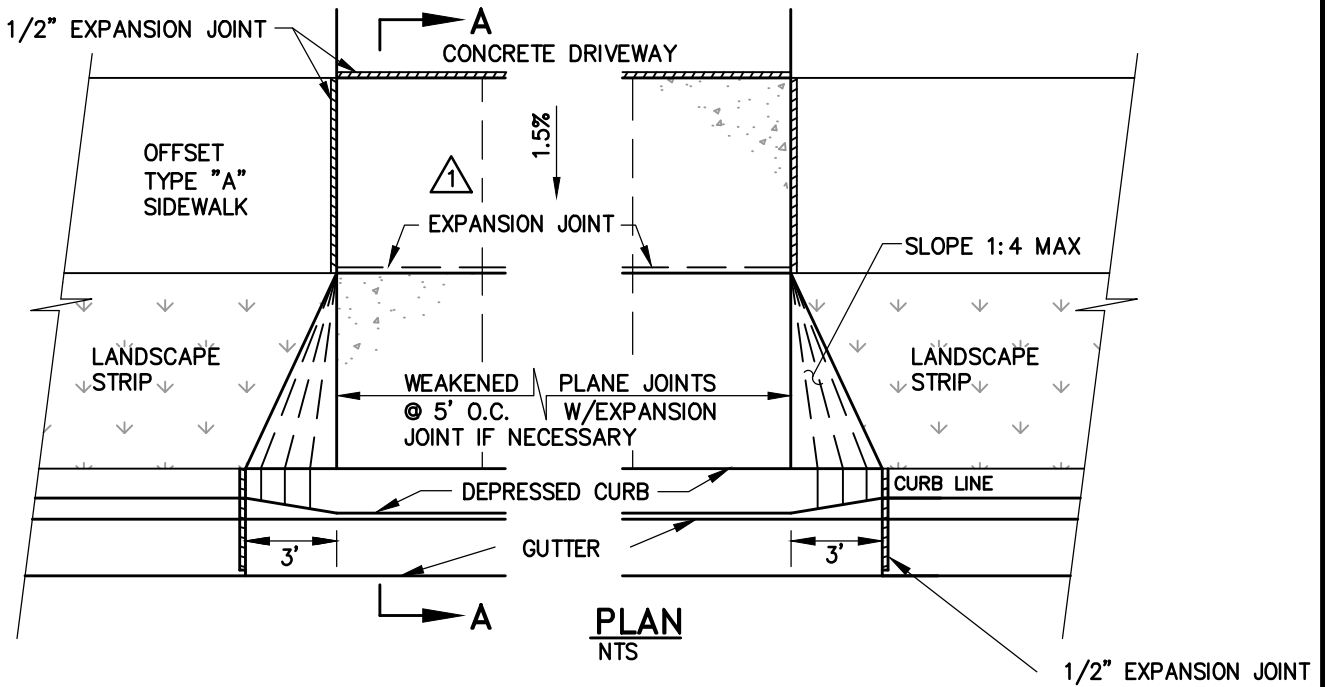 1/2" EXPANSION JOINT
A
CONCRETE DRIVEWAY
OFFSET
TYPE "A"
SIDEWALK
1
1.5%
EXPANSION JOINT
SLOPE 1:4 MAX
LANDSCAPE
STRIP
WEAKENED PLANE JOINTS
@ 5' O.C. W/EXPANSION
JOINT IF NECESSARY
LANDSCAPE
STRIP
DEPRESSED CURB
CURB LINE
3'
GUTTER
3'
A
PLAN
NTS
1/2" EXPANSION JOINT